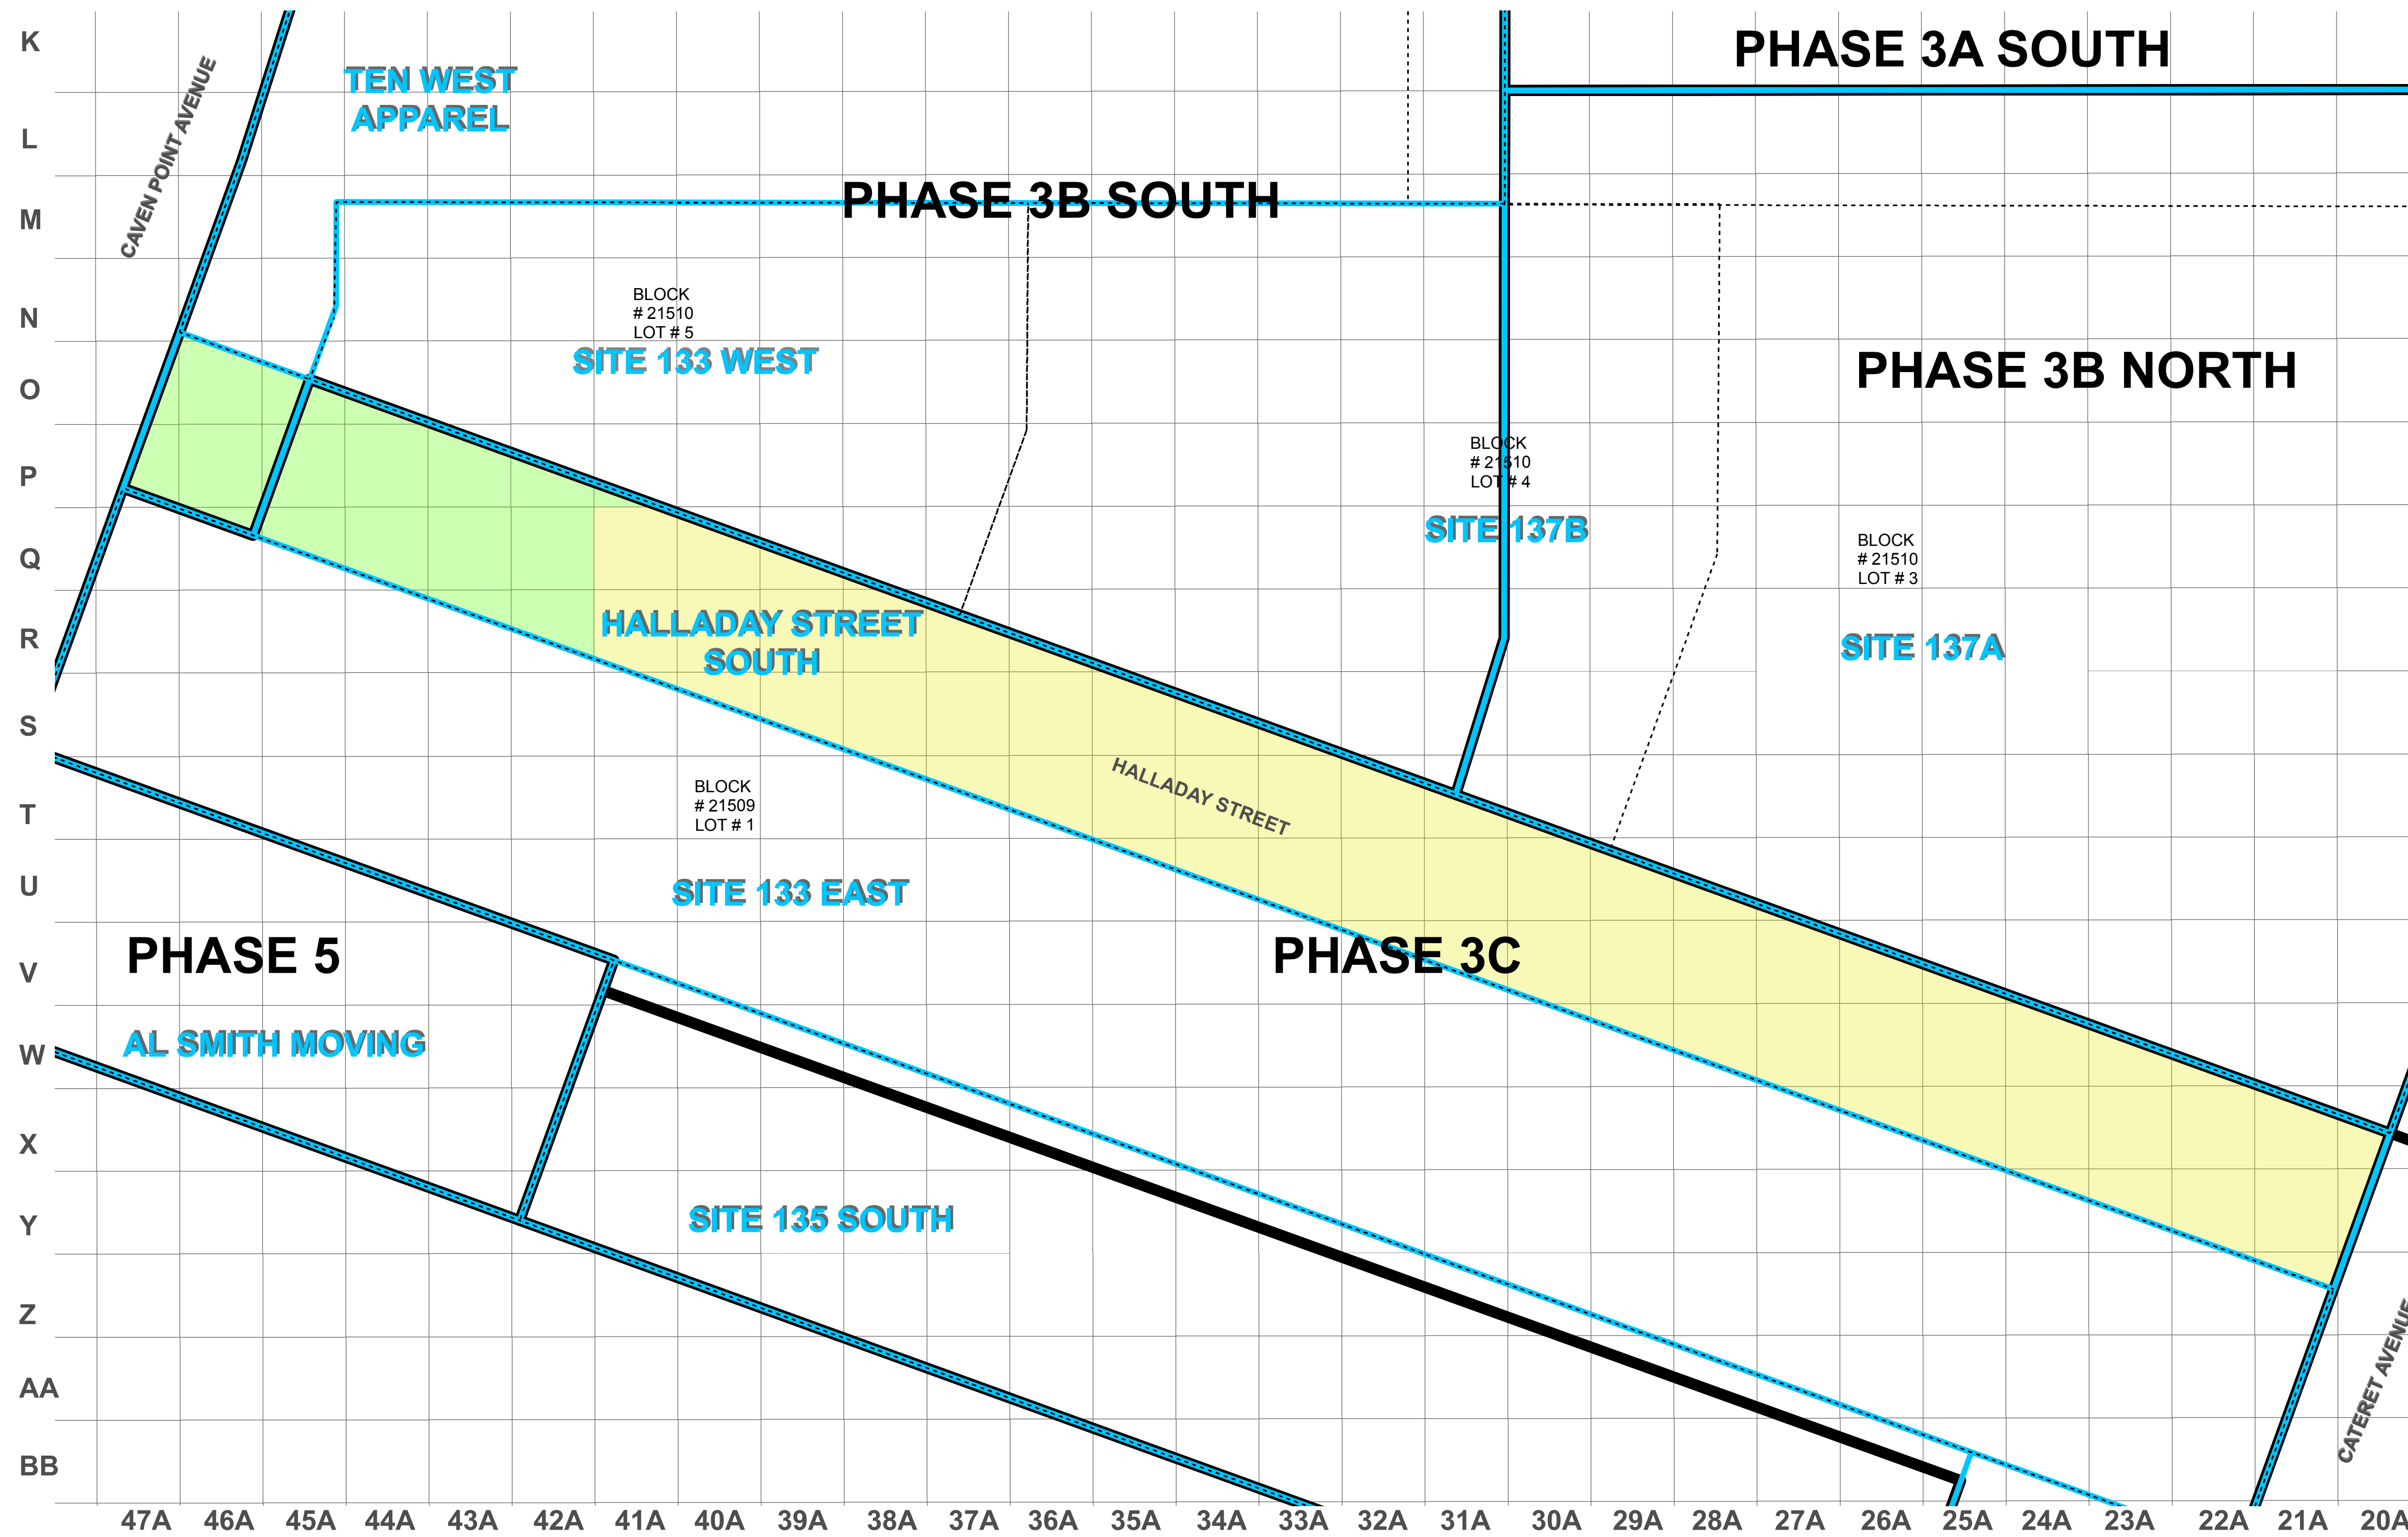 K
PHASE 3A SOUTH
CAVEN POINT AVENUE
TEN WEST
APPAREL
L
PHASE 3B SOUTH
M
N
BLOCK
# 21510
LOT # 5
SITE 133 WEST
PHASE 3B NORTH
O
BLOCK
# 21510
LOT # 4
P
SITE 137B
Q
BLOCK
# 21510
LOT # 3
HALLADAY STREET
SOUTH
R
SITE 137A
S
HALLADAY STREET
BLOCK
# 21509
LOT # 1
T
U
SITE 133 EAST
PHASE 5
PHASE 3C
V
AL SMITH MOVING
W
X
Y
SITE 135 SOUTH
Z
CATERET AVENUE
AA
BB
47A 46A 45A 44A 43A 42A 41A 40A 39A 38A 37A 36A 35A 34A 33A 32A 31A 30A 29A 28A 27A 26A 25A 24A 23A 22A 21A 20A